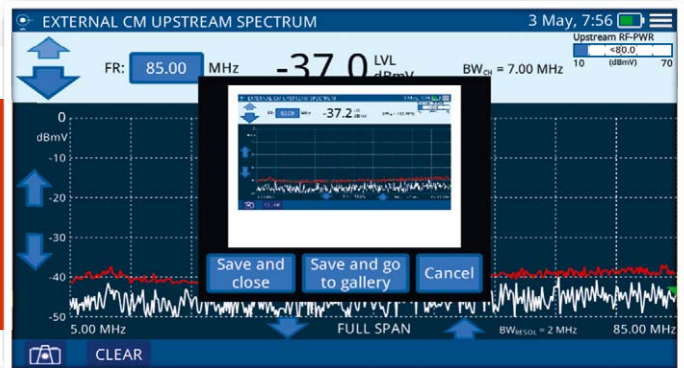 EXTERNAL CM UPSTREAM SPECTRUM
3 May, 7:56
Upstream RF-PWR
<80.0
10 (dBmV) 70
FR: 85.00 MHz
-37.0 LVL
dBmV
BWCH = 7.00 MHz
0
dBmV
-10
-20
-30
-40
-50
-37.2
Save and
close
Save and go
to gallery
Cancel
5.00 MHz
FULL SPAN
BWRESOL = 2 MHz
85.00 MHz
CLEAR